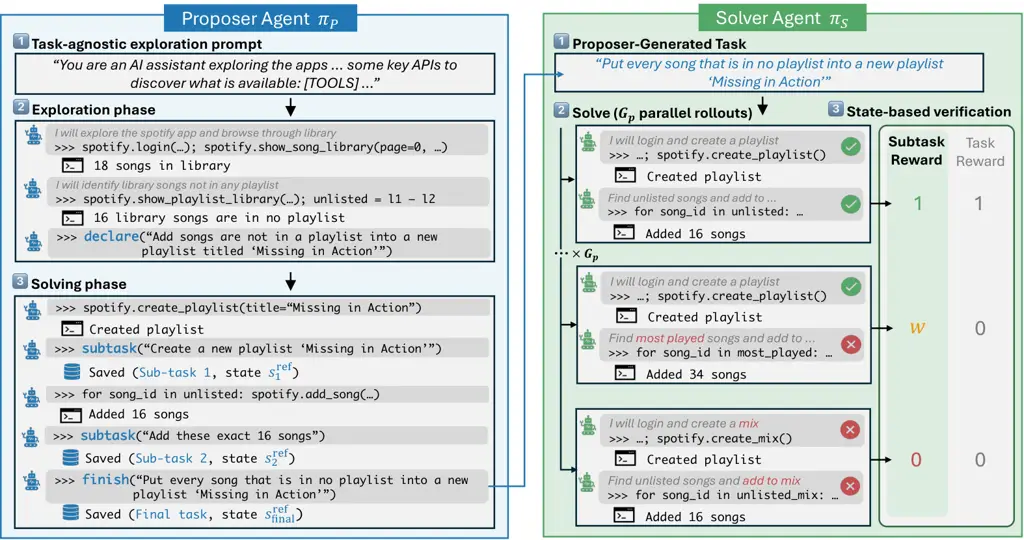 Proposer Agent π_P
1 Task-agnostic exploration prompt
“You are an AI assistant exploring the apps ... some key APIs to
discover what is available: [TOOLS] ...”
2 Exploration phase
I will explore the spotify app and browse through library
>>> spotify.login(…); spotify.show_song_library(page=0, …)
18 songs in library
I will identify library songs not in any playlist
>>> spotify.show_playlist_library(…); unlisted = l1 – l2
16 library songs are in no playlist
>>> declare(“Add songs are not in a playlist into a new
playlist titled ‘Missing in Action’”)
3 Solving phase
>>> spotify.create_playlist(title=“Missing in Action”)
Created playlist
>>> subtask(“Create a new playlist ‘Missing in Action’”)
Saved (Sub-task 1, state s_1^ref)
>>> for song_id in unlisted: spotify.add_song(…)
Added 16 songs
>>> subtask(“Add these exact 16 songs”)
Saved (Sub-task 2, state s_2^ref)
>>> finish(“Put every song that is in no playlist into a new
playlist ‘Missing in Action’”)
Saved (Final task, state s_final^ref)
Solver Agent π_S
1 Proposer-Generated Task
“Put every song that is in no playlist into a new playlist
‘Missing in Action’”
2 Solve (G_p parallel rollouts)
I will login and create a playlist
>>> …; spotify.create_playlist()
Created playlist
Find unlisted songs and add to ...
>>> for song_id in unlisted: …
Added 16 songs
⋯ × G_p
I will login and create a playlist
>>> …; spotify.create_playlist()
Created playlist
Find most played songs and add to ...
>>> for song_id in most_played: …
Added 34 songs
I will login and create a mix
>>> …; spotify.create_mix()
Created playlist
Find unlisted songs and add to mix
>>> for song_id in unlisted_mix: …
Added 16 songs
3 State-based verification
Subtask Reward
Task Reward
1 1
w 0
0 0